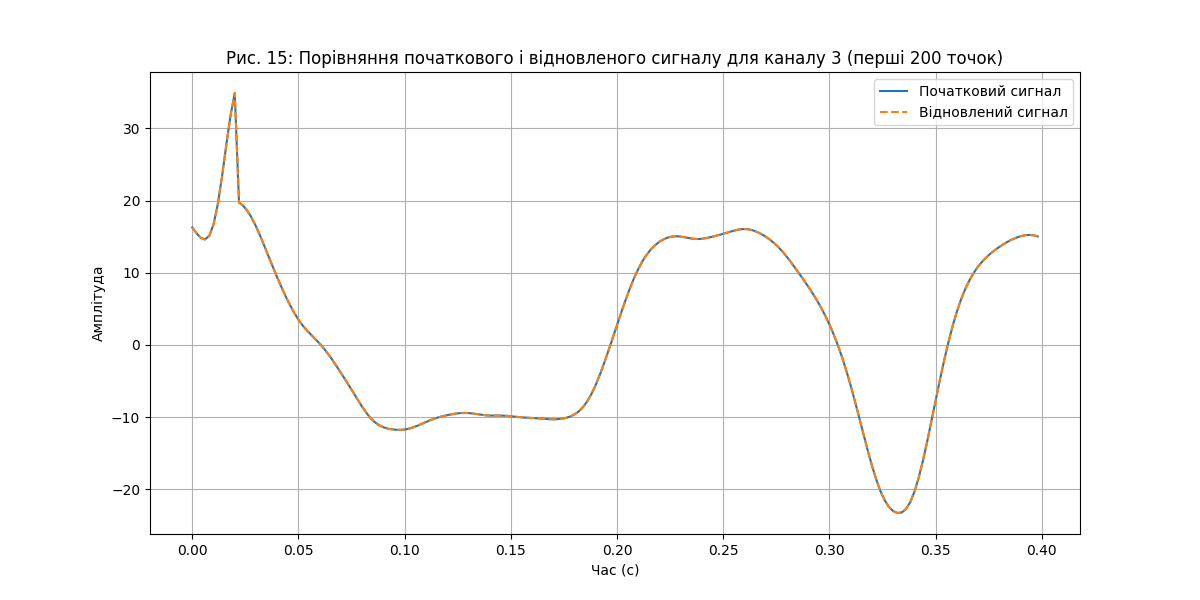 Рис. 15: Порівняння початкового і відновленого сигналу для каналу 3 (перші 200 точок)
Початковий сигнал
Відновлений сигнал
Амплітуда
30
20
10
0
−10
−20
0.00 0.05 0.10 0.15 0.20 0.25 0.30 0.35 0.40
Час (с)